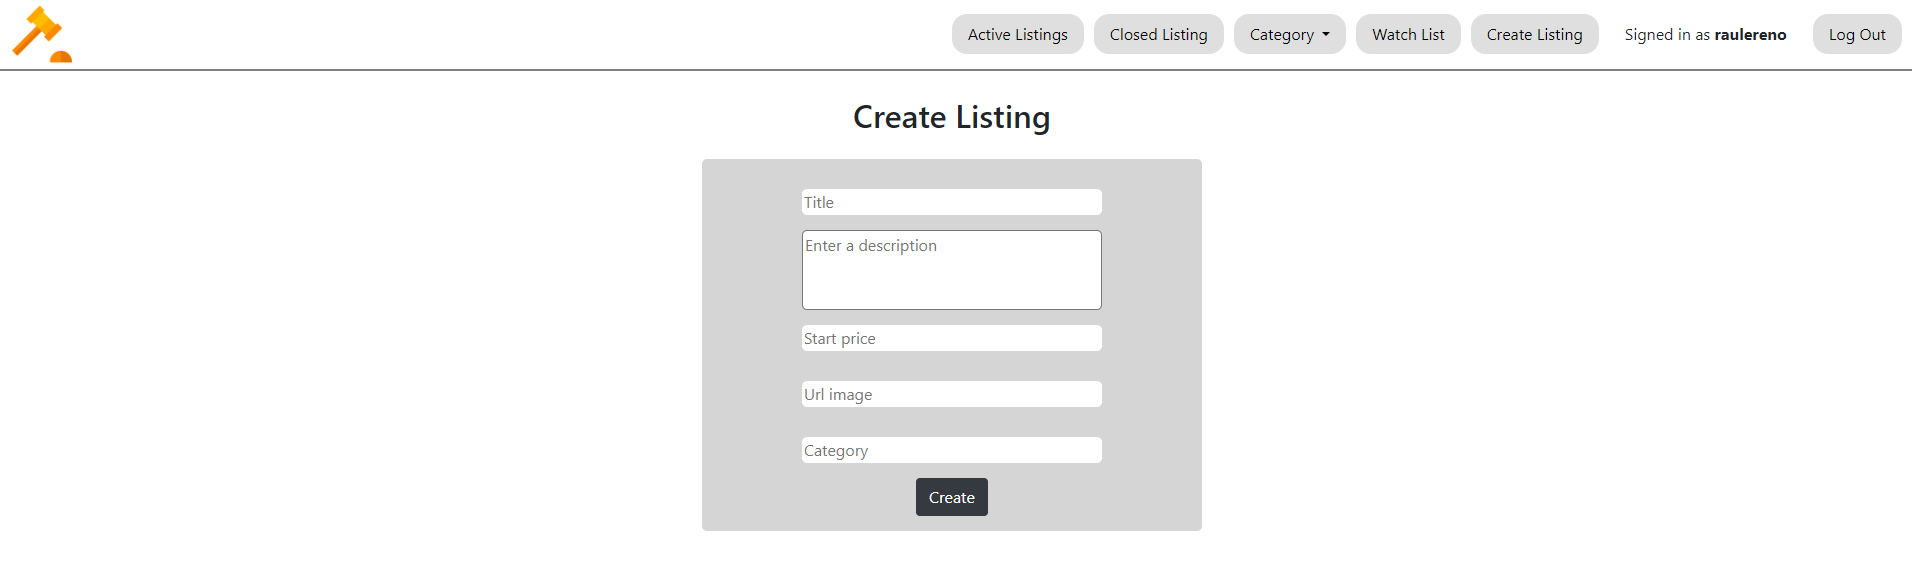 Active Listings Closed Listing Category Watch List Create Listing Signed in as raulereno Log Out
Create Listing
Title
Enter a description
Start price
Url image
Category
Create